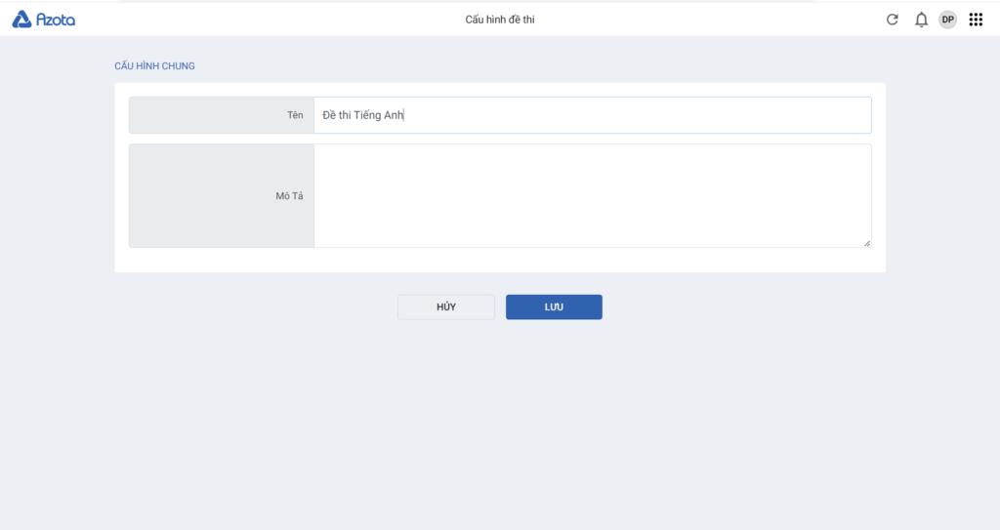 Azota
Cấu hình đề thi
DP
CẤU HÌNH CHUNG
Tên
Đề thi Tiếng Anh
Mô Tả
HỦY
LƯU